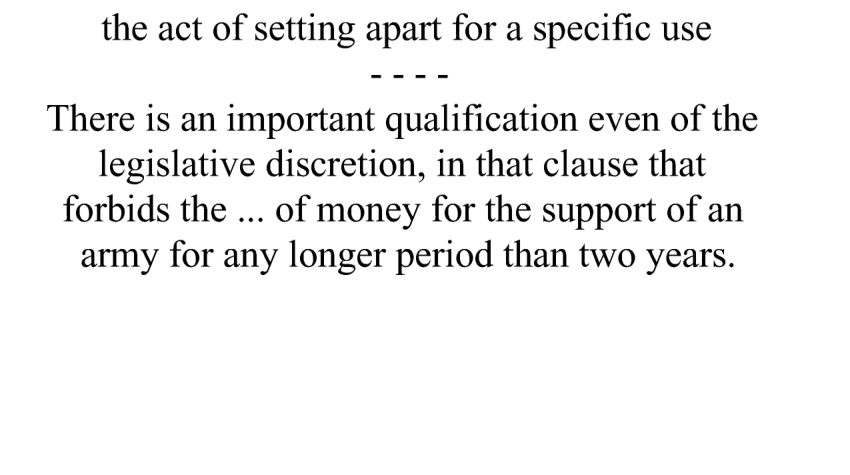 the act of setting apart for a specific use
- - - -
There is an important qualification even of the
legislative discretion, in that clause that
forbids the ... of money for the support of an
army for any longer period than two years.